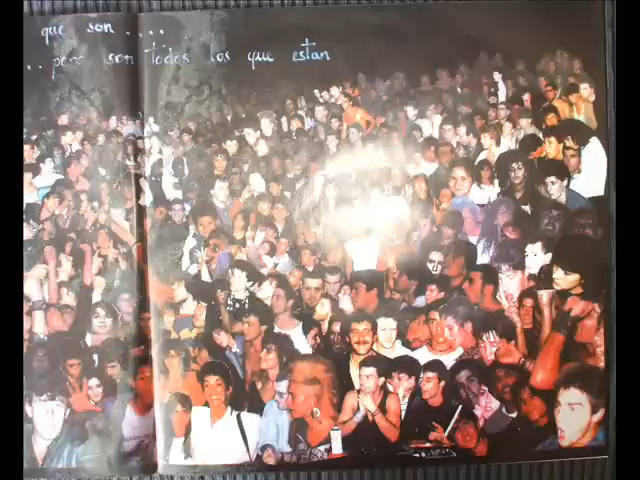 que son ....
.. pero son todos los que estan